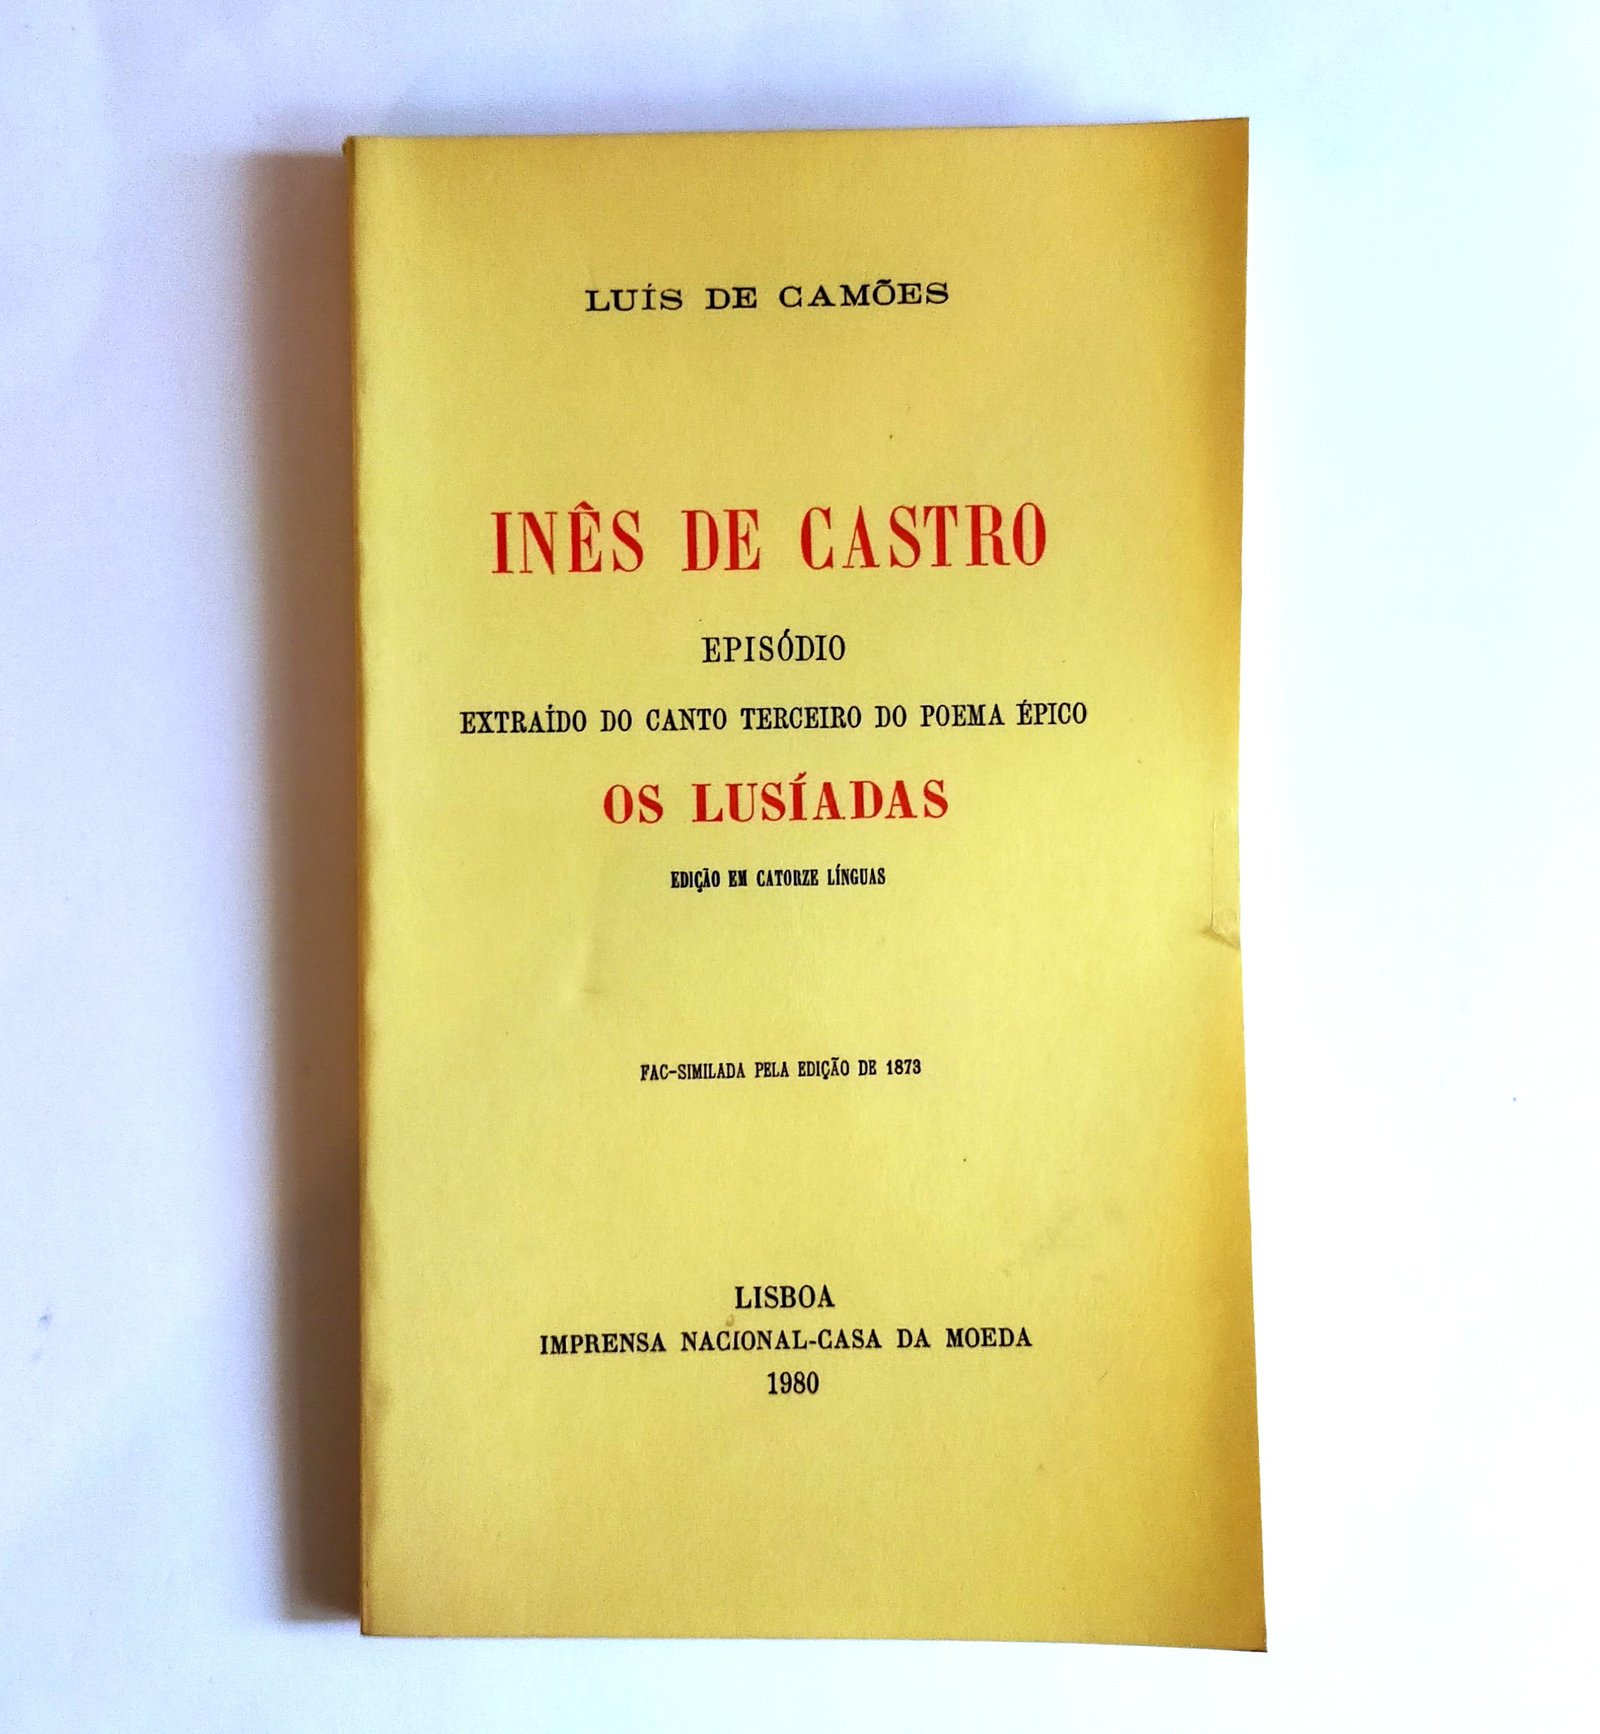 LUÍS DE CAMÕES
INÊS DE CASTRO
EPISÓDIO
EXTRAÍDO DO CANTO TERCEIRO DO POEMA ÉPICO
OS LUSÍADAS
EDIÇÃO EM CATORZE LÍNGUAS
FAC-SIMILADA PELA EDIÇÃO DE 1873
LISBOA
IMPRENSA NACIONAL-CASA DA MOEDA
1980